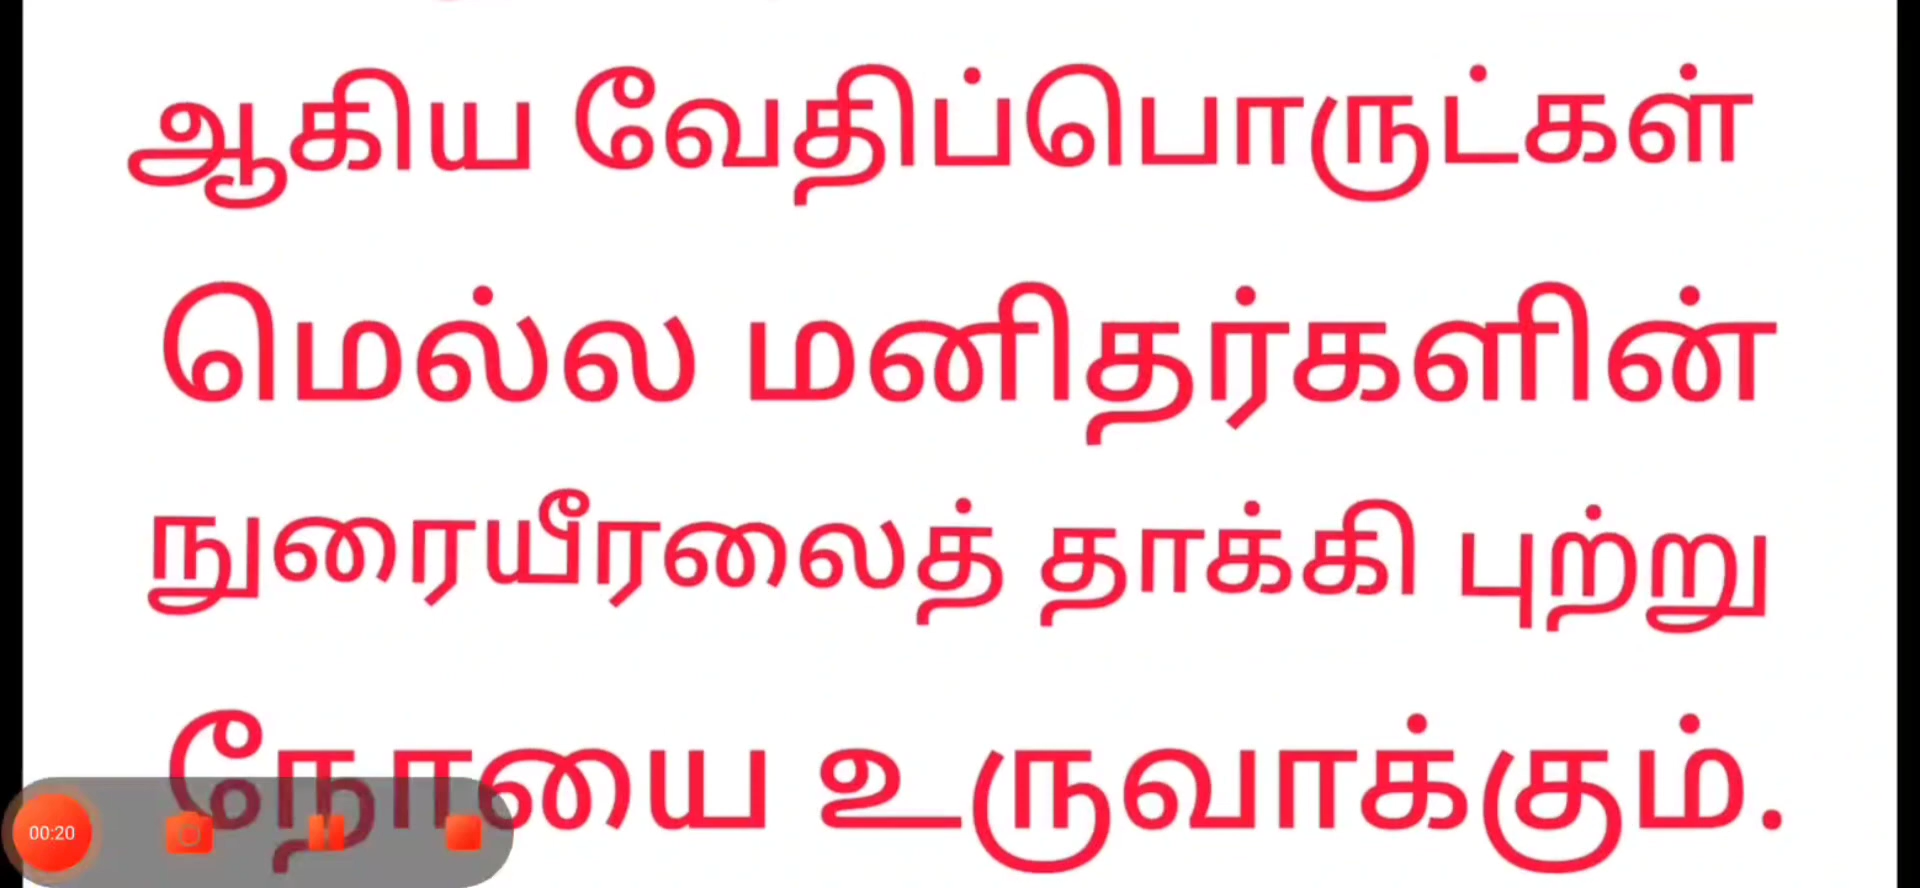 ஆகிய வேதிப்பொருட்கள்
மெல்ல மனிதர்களின்
நுரையீரலைத் தாக்கி புற்று
நோயை உருவாக்கும்.
00:20